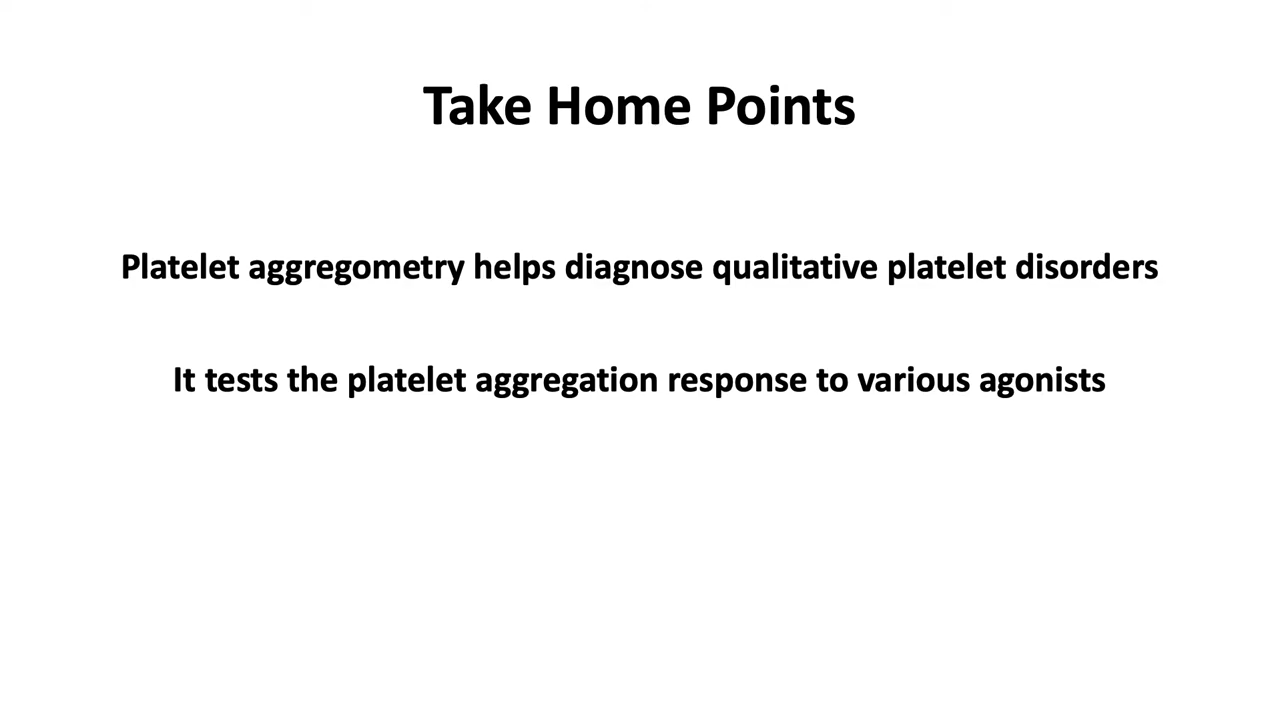 Take Home Points
Platelet aggregometry helps diagnose qualitative platelet disorders
It tests the platelet aggregation response to various agonists